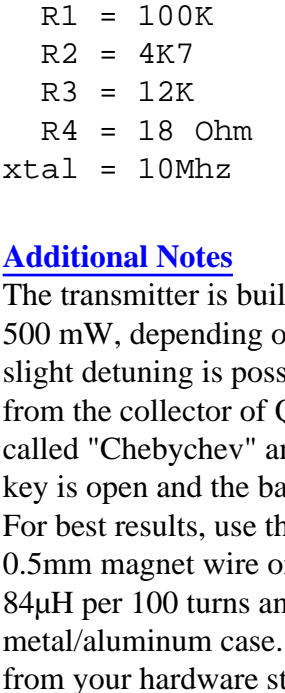 R1 = 100K
R2 = 4K7
R3 = 12K
R4 = 18 Ohm
xtal = 10Mhz
Additional Notes
The transmitter is buil
500 mW, depending o
slight detuning is poss
from the collector of Q
called "Chebychev" ar
key is open and the ba
For best results, use th
0.5mm magnet wire o
84µH per 100 turns an
metal/aluminum case.
from your hardware st